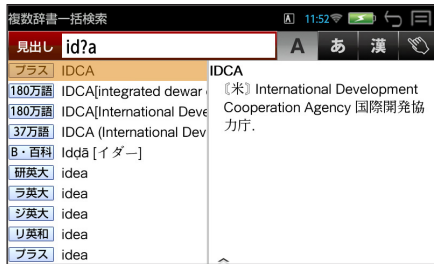 複数辞書一括検索 A 11:52
見出し id?a A あ 漢
プラス IDCA
180万語 IDCA[integrated dewar
180万語 IDCA[International Deve
37万語 IDCA (International Dev
B・百科 Iḍḍā [イダー]
研英大 idea
ラ英大 idea
ジ英大 idea
リ英和 idea
プラス idea
IDCA
〘米〙 International Development
Cooperation Agency 国際開発協
力庁.